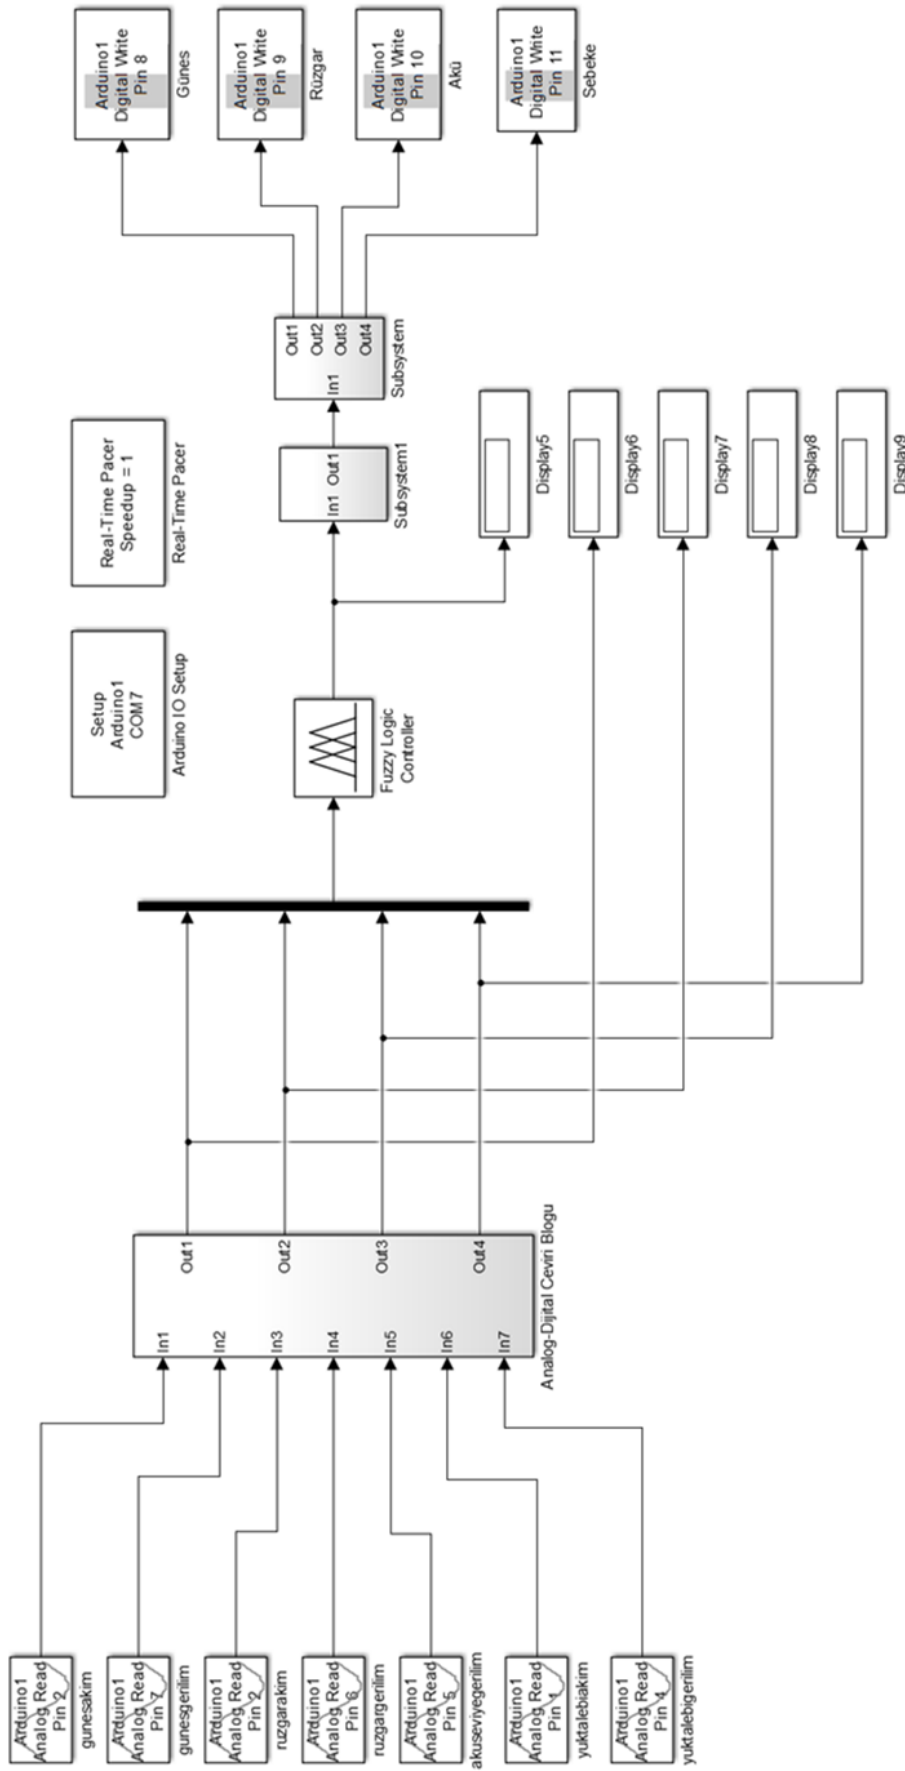 Arduino1
Analog Read
Pin 2
gunesakim
Arduino1
Analog Read
Pin 7
gunesgerilim
Arduino1
Analog Read
Pin 2
ruzgarakim
Arduino1
Analog Read
Pin 6
ruzgargerilim
Arduino1
Analog Read
Pin 5
akuseviyegerilim
Arduino1
Analog Read
Pin 1
yuktalebiakim
Arduino1
Analog Read
Pin 4
yuktalebigerilim
In1
In2
In3
In4
In5
In6
In7
Out1
Out2
Out3
Out4
Analog-Dijital Ceviri Blogu
Setup
Arduino1
COM7
Arduino IO Setup
Real-Time Pacer
Speedup = 1
Real-Time Pacer
Fuzzy Logic
Controller
In1 Out1
Subsystem1
In1
Out1
Out2
Out3
Out4
Subsystem
Display5
Display6
Display7
Display8
Display9
Arduino1
Digital Write
Pin 8
Günes
Arduino1
Digital Write
Pin 9
Rüzgar
Arduino1
Digital Write
Pin 10
Akü
Arduino1
Digital Write
Pin 11
Sebeke